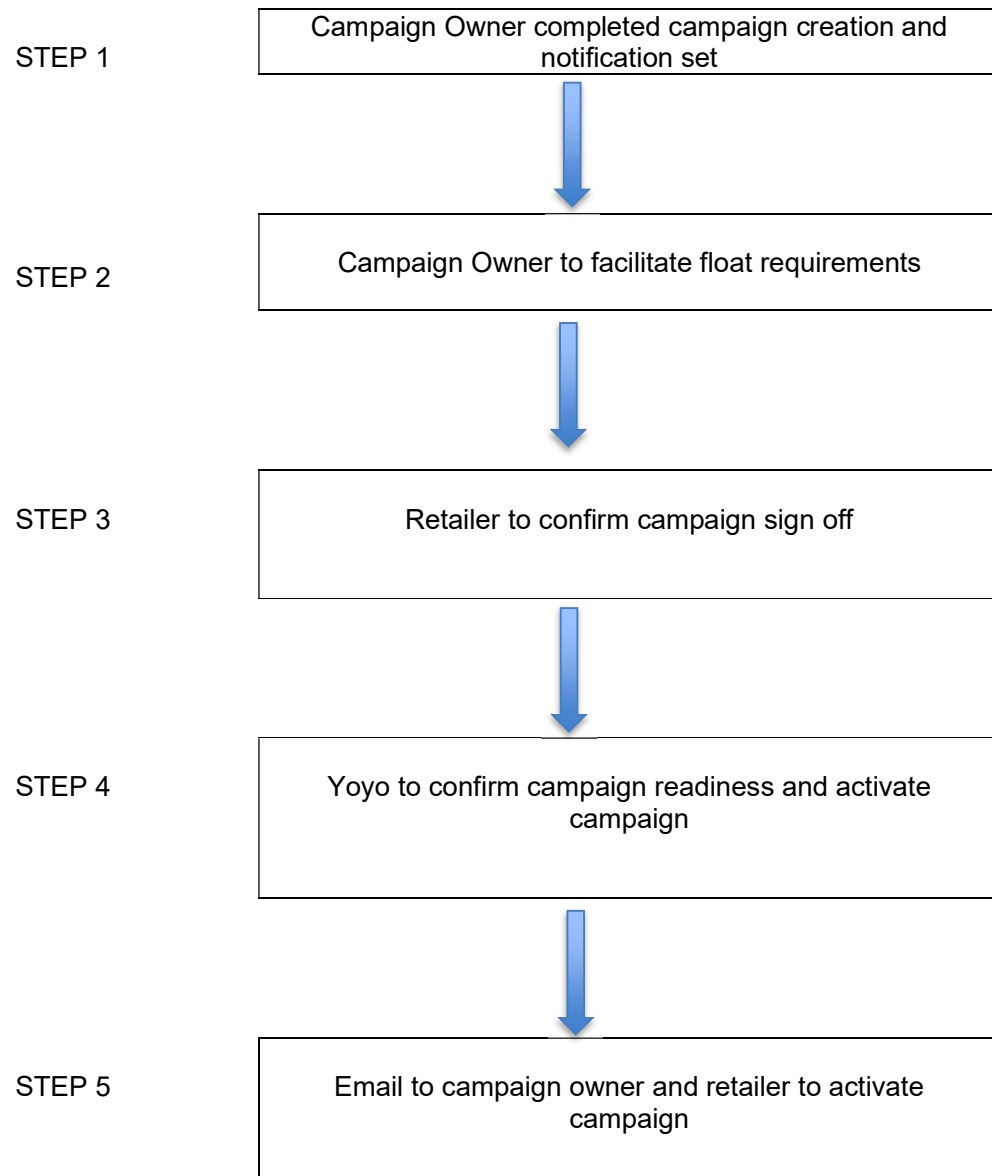 STEP 1
Campaign Owner completed campaign creation and
notification set
STEP 2
Campaign Owner to facilitate float requirements
STEP 3
Retailer to confirm campaign sign off
STEP 4
Yoyo to confirm campaign readiness and activate
campaign
STEP 5
Email to campaign owner and retailer to activate
campaign